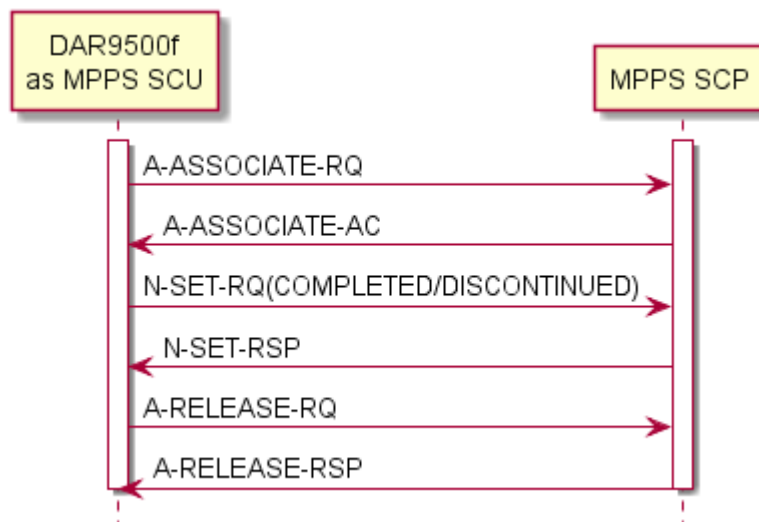 DAR9500f
as MPPS SCU
MPPS SCP
A-ASSOCIATE-RQ
A-ASSOCIATE-AC
N-SET-RQ(COMPLETED/DISCONTINUED)
N-SET-RSP
A-RELEASE-RQ
A-RELEASE-RSP